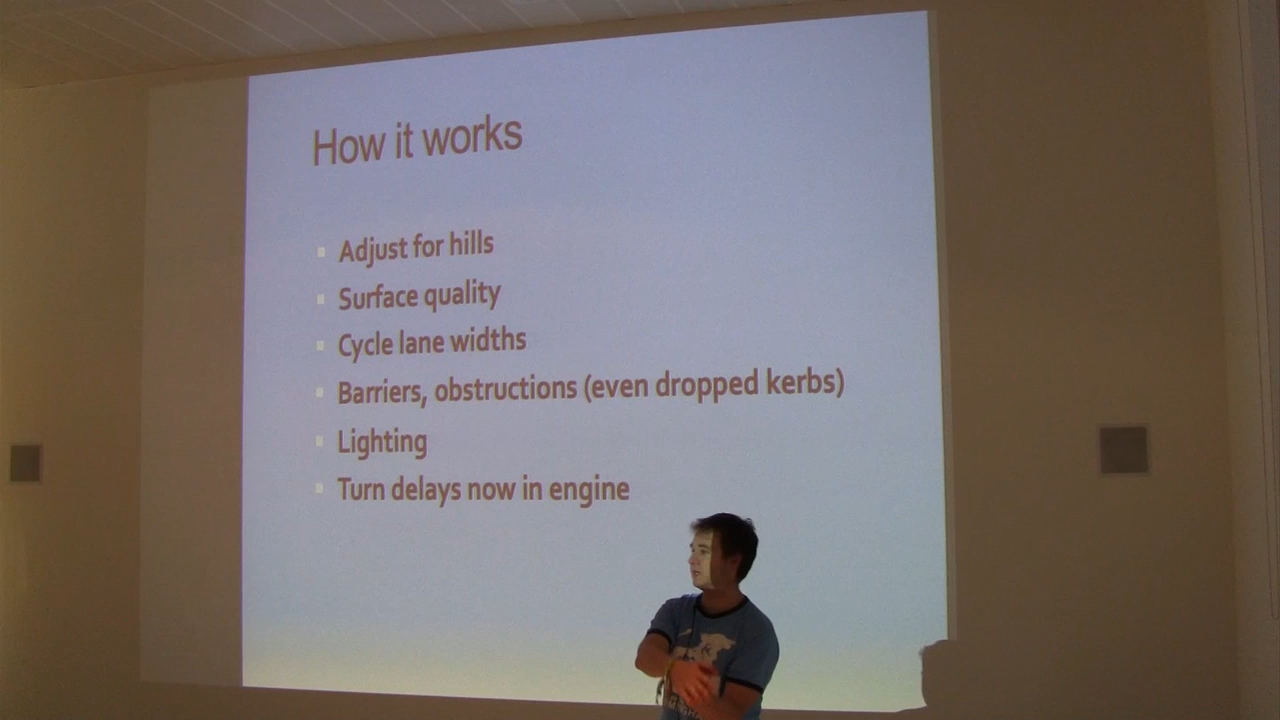 How it works
Adjust for hills
Surface quality
Cycle lane widths
Barriers, obstructions (even dropped kerbs)
Lighting
Turn delays now in engine